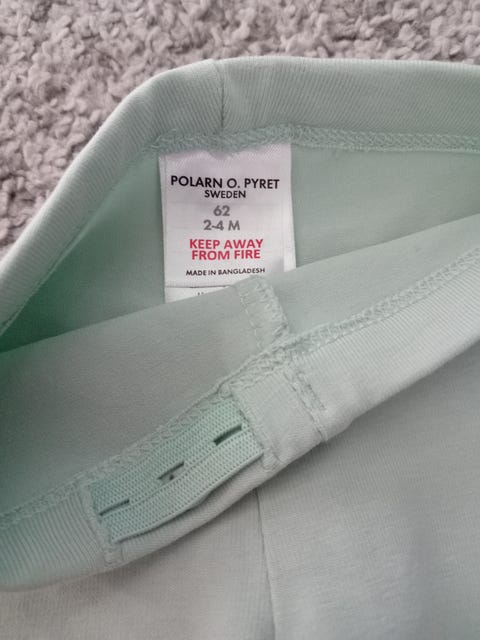 POLARN O. PYRET
SWEDEN
62
2-4 M
KEEP AWAY
FROM FIRE
MADE IN BANGLADESH